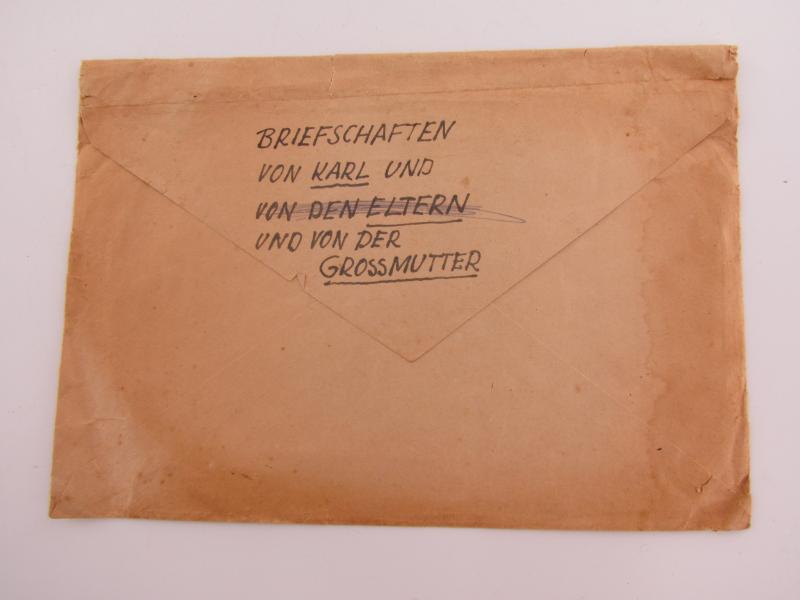 BRIEFSCHAFTEN
VON KARL UND
VON DEN ELTERN
UND VON DER
GROSSMUTTER